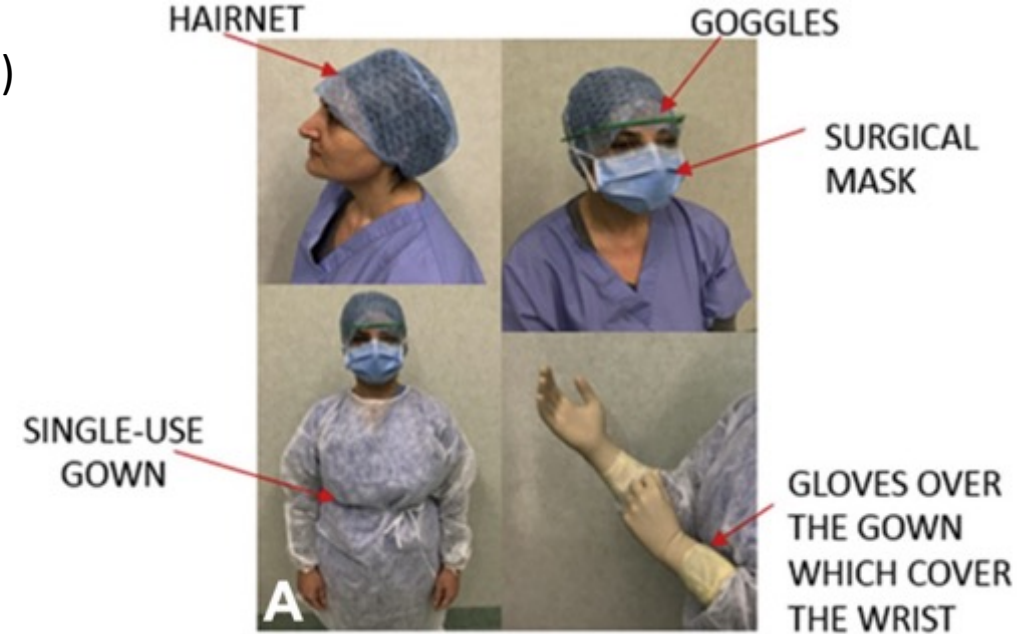 HAIRNET
GOGGLES
)
SURGICAL
MASK
SINGLE-USE
GOWN
GLOVES OVER
THE GOWN
WHICH COVER
THE WRIST
A